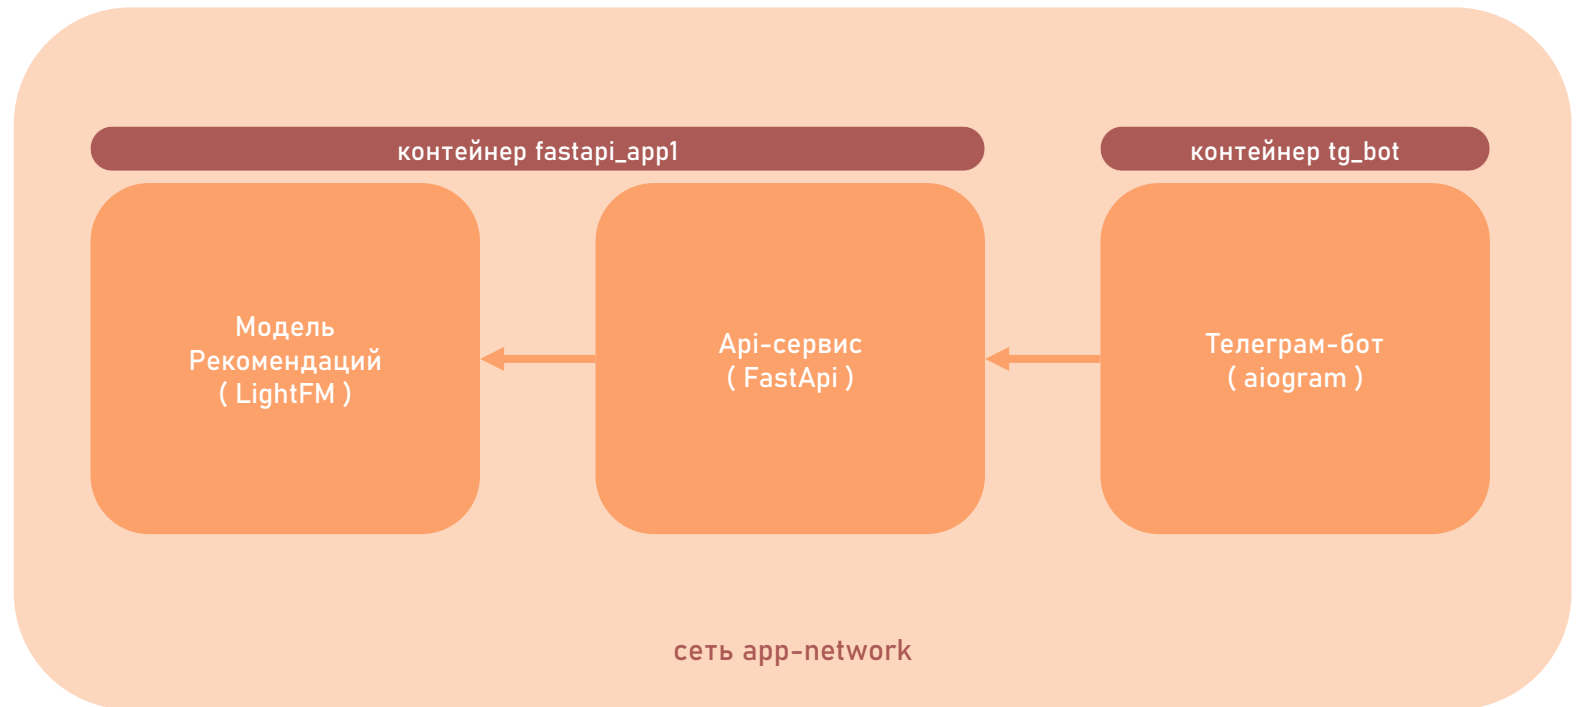 контейнер fastapi_app1
контейнер tg_bot
Модель
Рекомендаций
( LightFM )
Api-сервис
( FastApi )
Телеграм-бот
( aiogram )
сеть app-network